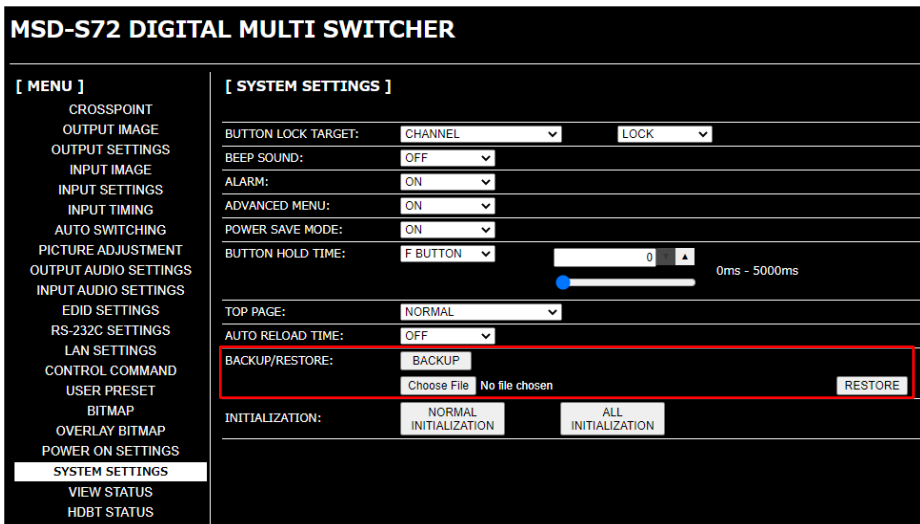 MSD-S72 DIGITAL MULTI SWITCHER
[ MENU ]
CROSSPOINT
OUTPUT IMAGE
OUTPUT SETTINGS
INPUT IMAGE
INPUT SETTINGS
INPUT TIMING
AUTO SWITCHING
PICTURE ADJUSTMENT
OUTPUT AUDIO SETTINGS
INPUT AUDIO SETTINGS
EDID SETTINGS
RS-232C SETTINGS
LAN SETTINGS
CONTROL COMMAND
USER PRESET
BITMAP
OVERLAY BITMAP
POWER ON SETTINGS
SYSTEM SETTINGS
VIEW STATUS
HDBT STATUS
[ SYSTEM SETTINGS ]
BUTTON LOCK TARGET: CHANNEL LOCK
BEEP SOUND: OFF
ALARM: ON
ADVANCED MENU: ON
POWER SAVE MODE: ON
BUTTON HOLD TIME: F BUTTON 0
0ms - 5000ms
TOP PAGE: NORMAL
AUTO RELOAD TIME: OFF
BACKUP/RESTORE: BACKUP
Choose File No file chosen RESTORE
INITIALIZATION: NORMAL INITIALIZATION ALL INITIALIZATION